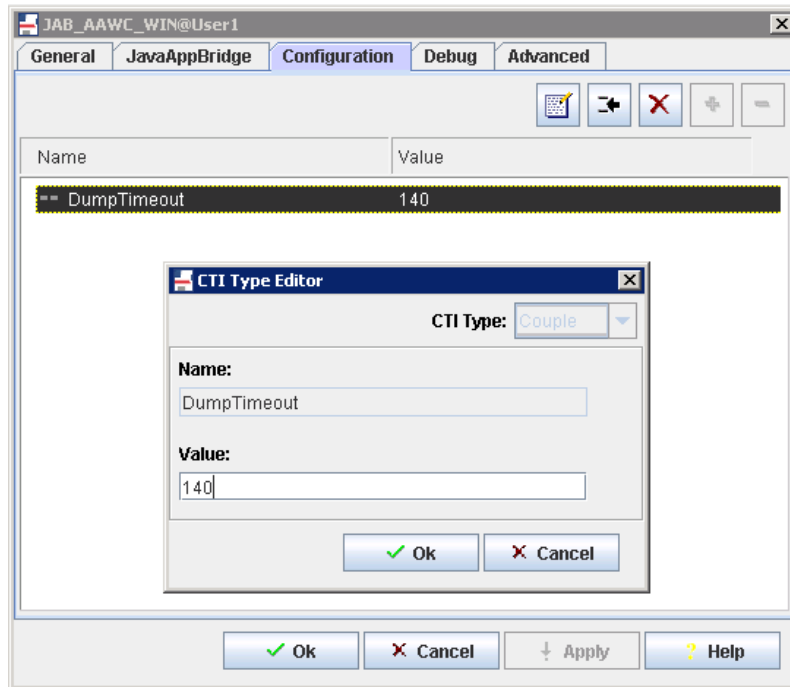 JAB_AAWC_WIN@User1
General JavaAppBridge Configuration Debug Advanced
Name Value
DumpTimeout 140
CTI Type Editor
CTI Type: Couple
Name:
DumpTimeout
Value:
140
Ok Cancel
Ok Cancel Apply Help